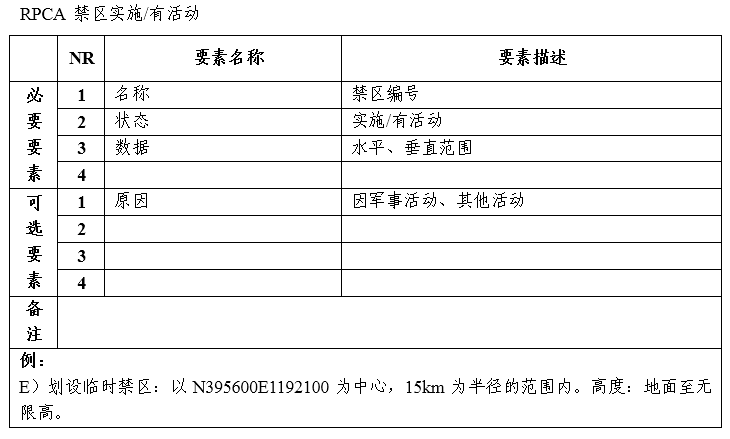 RPCA 禁区实施/有活动
NR 要素名称 要素描述
必要要素
1 名称 禁区编号
2 状态 实施/有活动
3 数据 水平、垂直范围
4
可选要素
1 原因 因军事活动、其他活动
2
3
4
备注
例：
E）划设临时禁区：以 N395600E1192100 为中心，15km 为半径的范围内。高度：地面至无
限高。